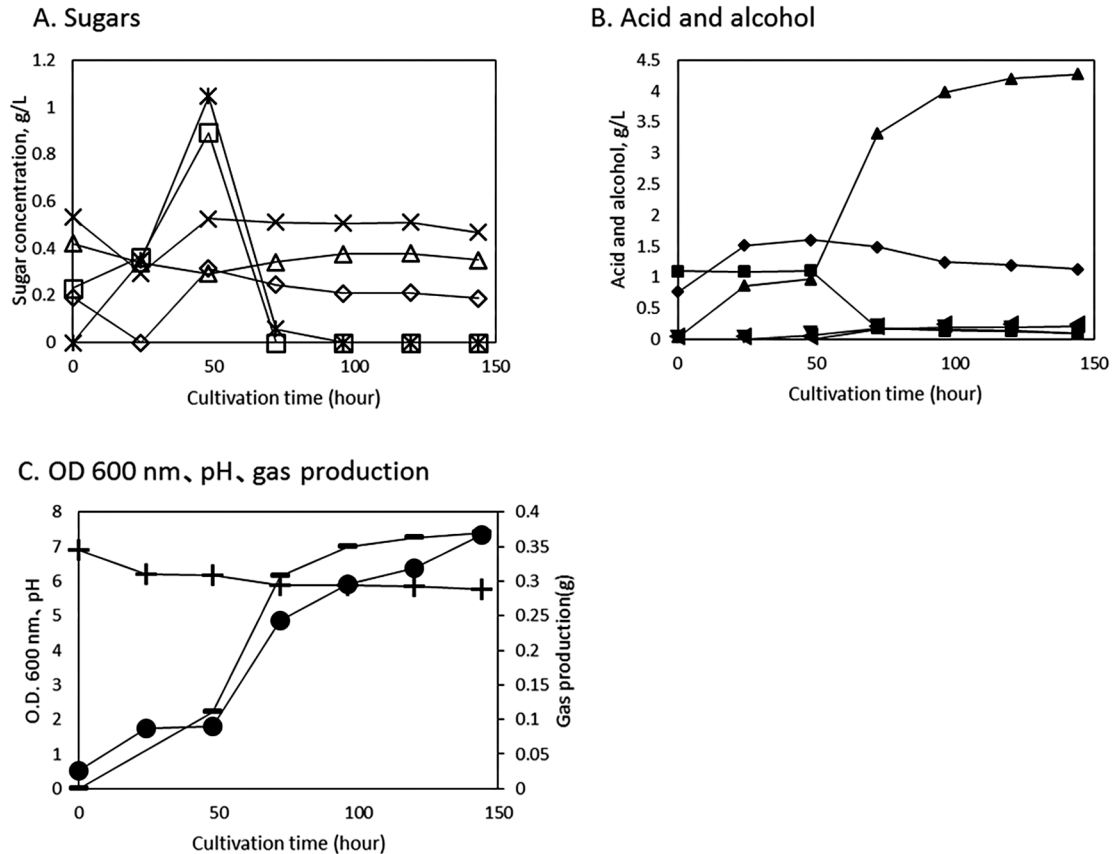 A. Sugars
Sugar concentration, g/L
1.2
1
0.8
0.6
0.4
0.2
0
0 50 100 150
Cultivation time (hour)
B. Acid and alcohol
Acid and alcohol, g/L
4.5
4
3.5
3
2.5
2
1.5
1
0.5
0
0 50 100 150
Cultivation time (hour)
C. OD 600 nm、pH、gas production
O.D. 600 nm、pH
8
7
6
5
4
3
2
1
0
0.4
0.35
0.3
0.25
0.2
0.15
0.1
0.05
0
Gas production(g)
0 50 100 150
Cultivation time (hour)